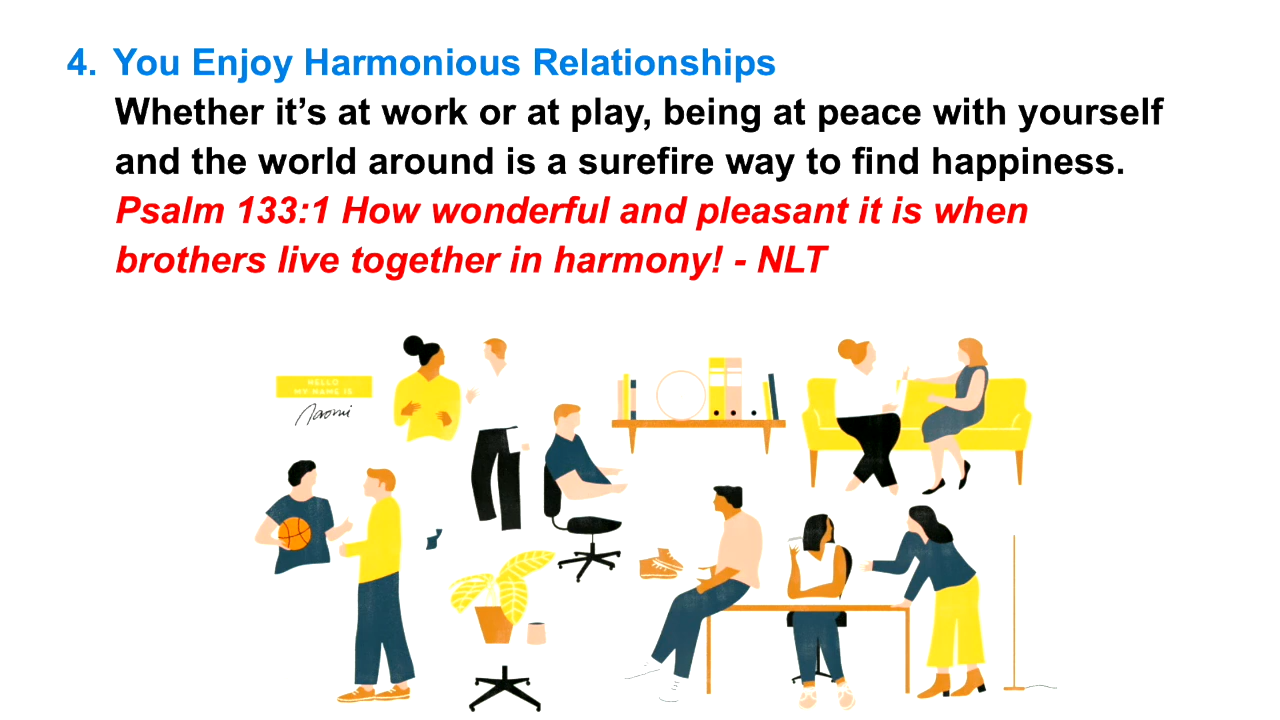 4. You Enjoy Harmonious Relationships
Whether it’s at work or at play, being at peace with yourself
and the world around is a surefire way to find happiness.
Psalm 133:1 How wonderful and pleasant it is when
brothers live together in harmony! - NLT
HELLO
MY NAME IS
Naomi